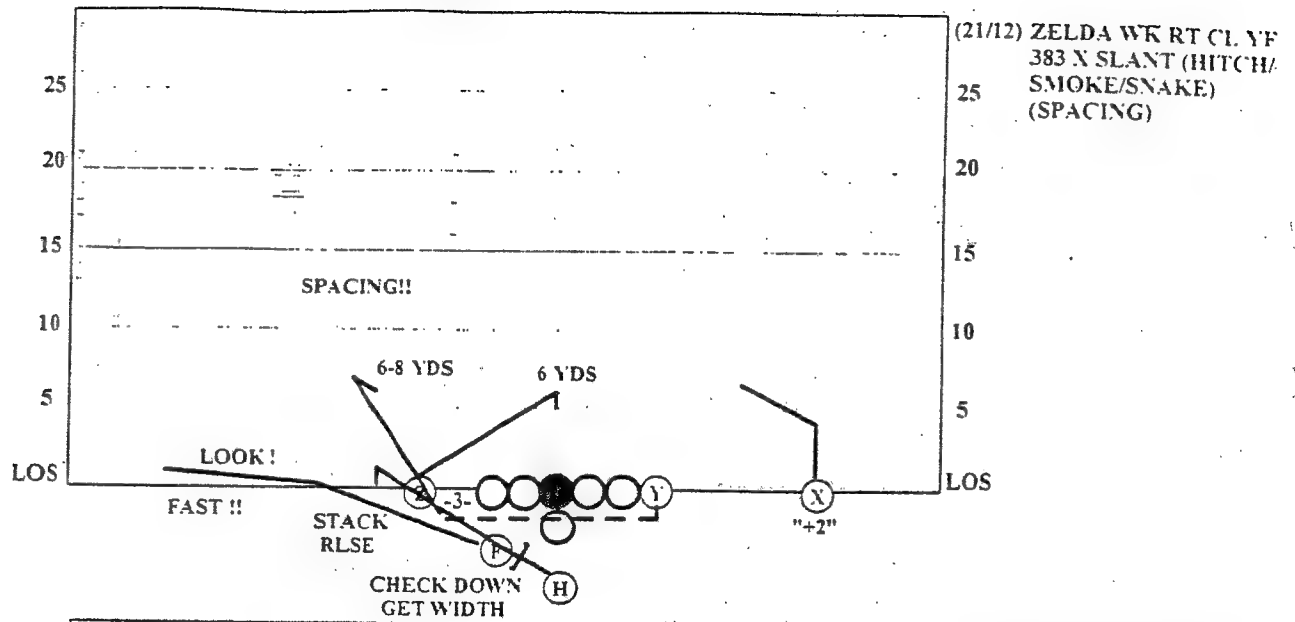 (21/12) ZELDA WK RT CL YF
383 X SLANT (HITCH/
SMOKE/SNAKE)
(SPACING)
25
25
20
20
15
15
SPACING!!
10
10
6-8 YDS
6 YDS
5
5
LOOK !
LOS
Z
-3-
Y
X
LOS
FAST !!
"+2"
STACK
RLSE
F
CHECK DOWN
GET WIDTH
H